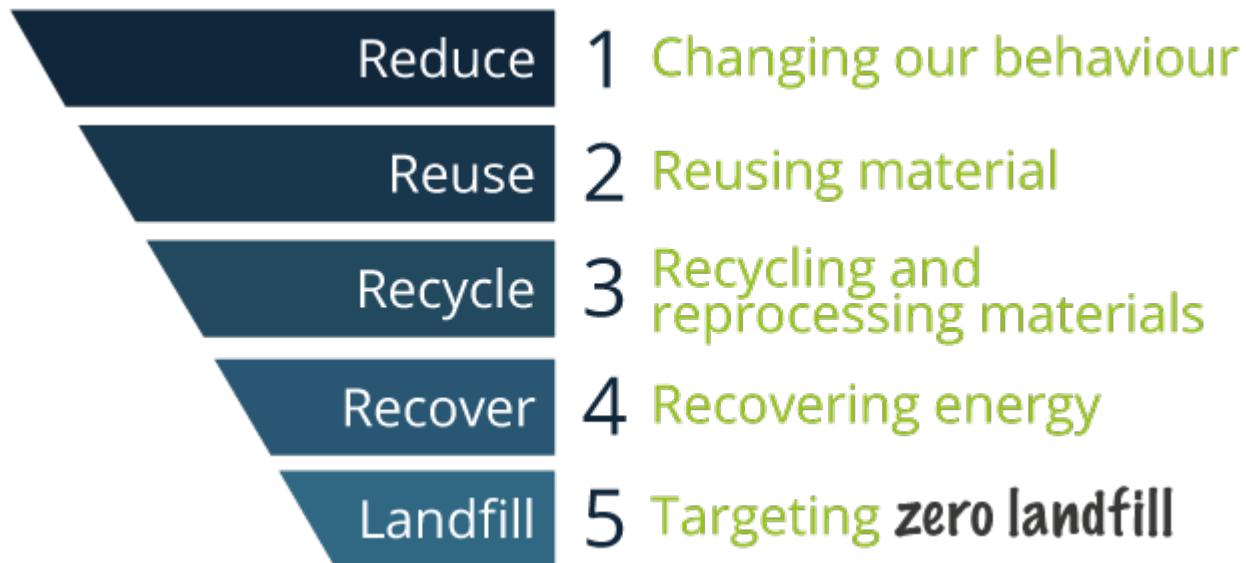 Reduce 1 Changing our behaviour
Reuse 2 Reusing material
Recycle 3 Recycling and
reprocessing materials
Recover 4 Recovering energy
Landfill 5 Targeting zero landfill